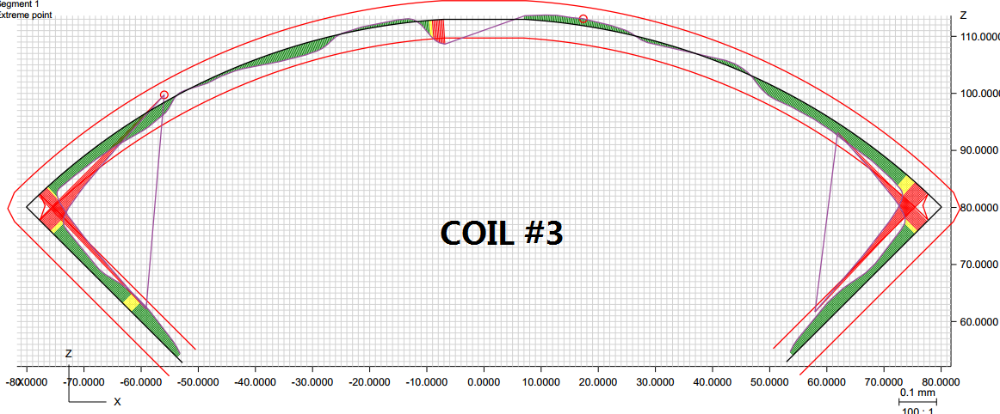 Segment 1
Extreme point
Z
110.0000
100.0000
90.0000
80.0000
70.0000
60.0000
COIL #3
Z
X
-80.0000 -70.0000 -60.0000 -50.0000 -40.0000 -30.0000 -20.0000 -10.0000 0.0000 10.0000 20.0000 30.0000 40.0000 50.0000 60.0000 70.0000 80.0000
X
0.1 mm
100 : 1